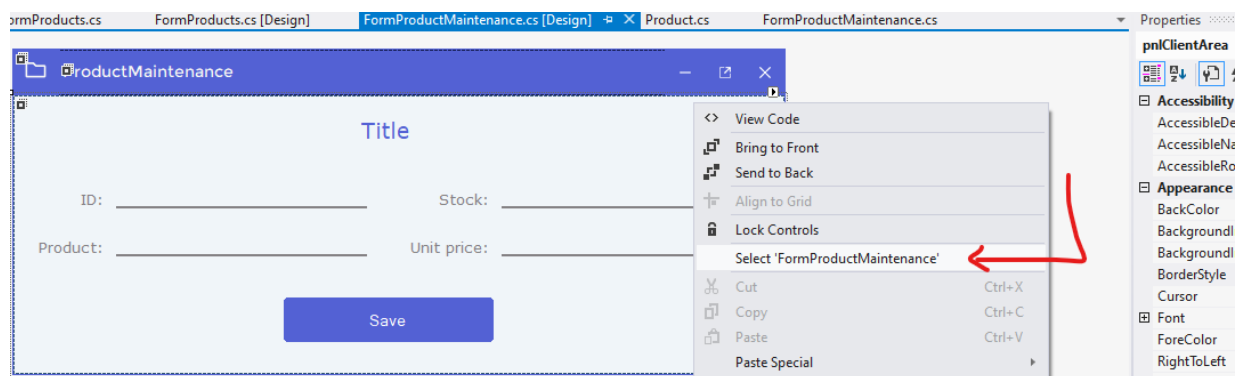 ormProducts.cs FormProducts.cs [Design] FormProductMaintenance.cs [Design] Product.cs FormProductMaintenance.cs Properties
ProductMaintenance
Title
ID: Stock:
Product: Unit price:
Save
View Code
Bring to Front
Send to Back
Align to Grid
Lock Controls
Select 'FormProductMaintenance'
Cut Ctrl+X
Copy Ctrl+C
Paste Ctrl+V
Paste Special
pnlClientArea
Accessibility
AccessibleDe
AccessibleNa
AccessibleRo
Appearance
BackColor
BackgroundI
BackgroundI
BorderStyle
Cursor
Font
ForeColor
RightToLeft